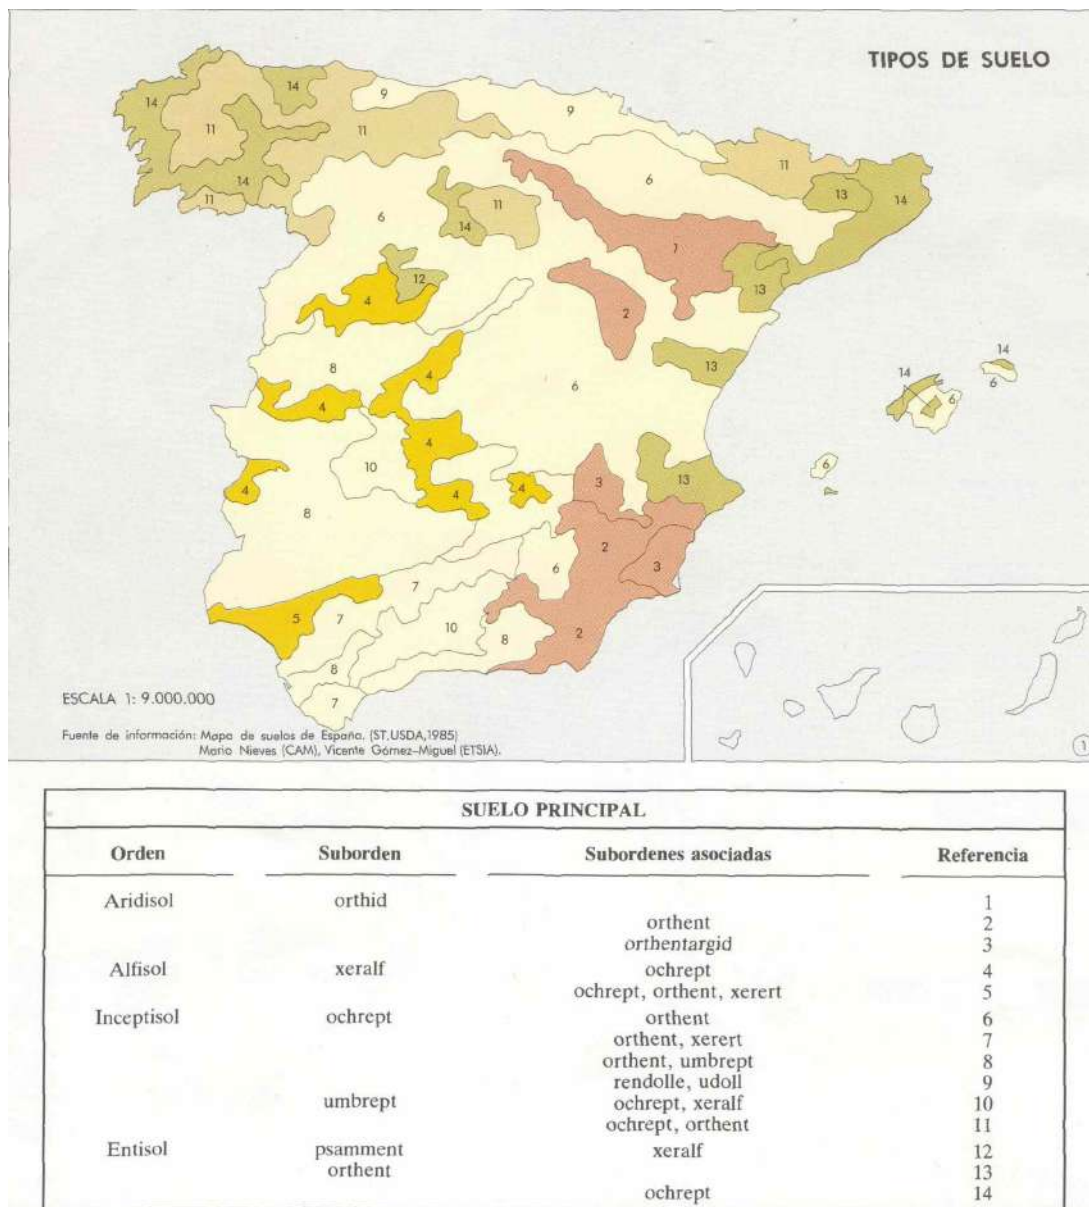 TIPOS DE SUELO
14
14
9
9
11
11
11
14
13
14
11
14
11
6
6
14
1
12
4
2
13
8
4
13
14
14
6
6
4
6
4
10
4
4
4
3
13
6
8
2
3
6
7
5
7
10
8
2
8
7
ESCALA 1: 9.000.000
Fuente de información: Mapa de suelos de España. (ST.USDA,1985)
Mario Nieves (CAM), Vicente Gómez-Miguel (ETSIA).
1
SUELO PRINCIPAL
Orden Suborden Subordenes asociadas Referencia
Aridisol orthid 1
orthent 2
orthentargid 3
Alfisol xeralf ochrept 4
ochrept, orthent, xerert 5
Inceptisol ochrept orthent 6
orthent, xerert 7
orthent, umbrept 8
rendolle, udoll 9
umbrept ochrept, xeralf 10
ochrept, orthent 11
Entisol psamment xeralf 12
orthent 13
ochrept 14